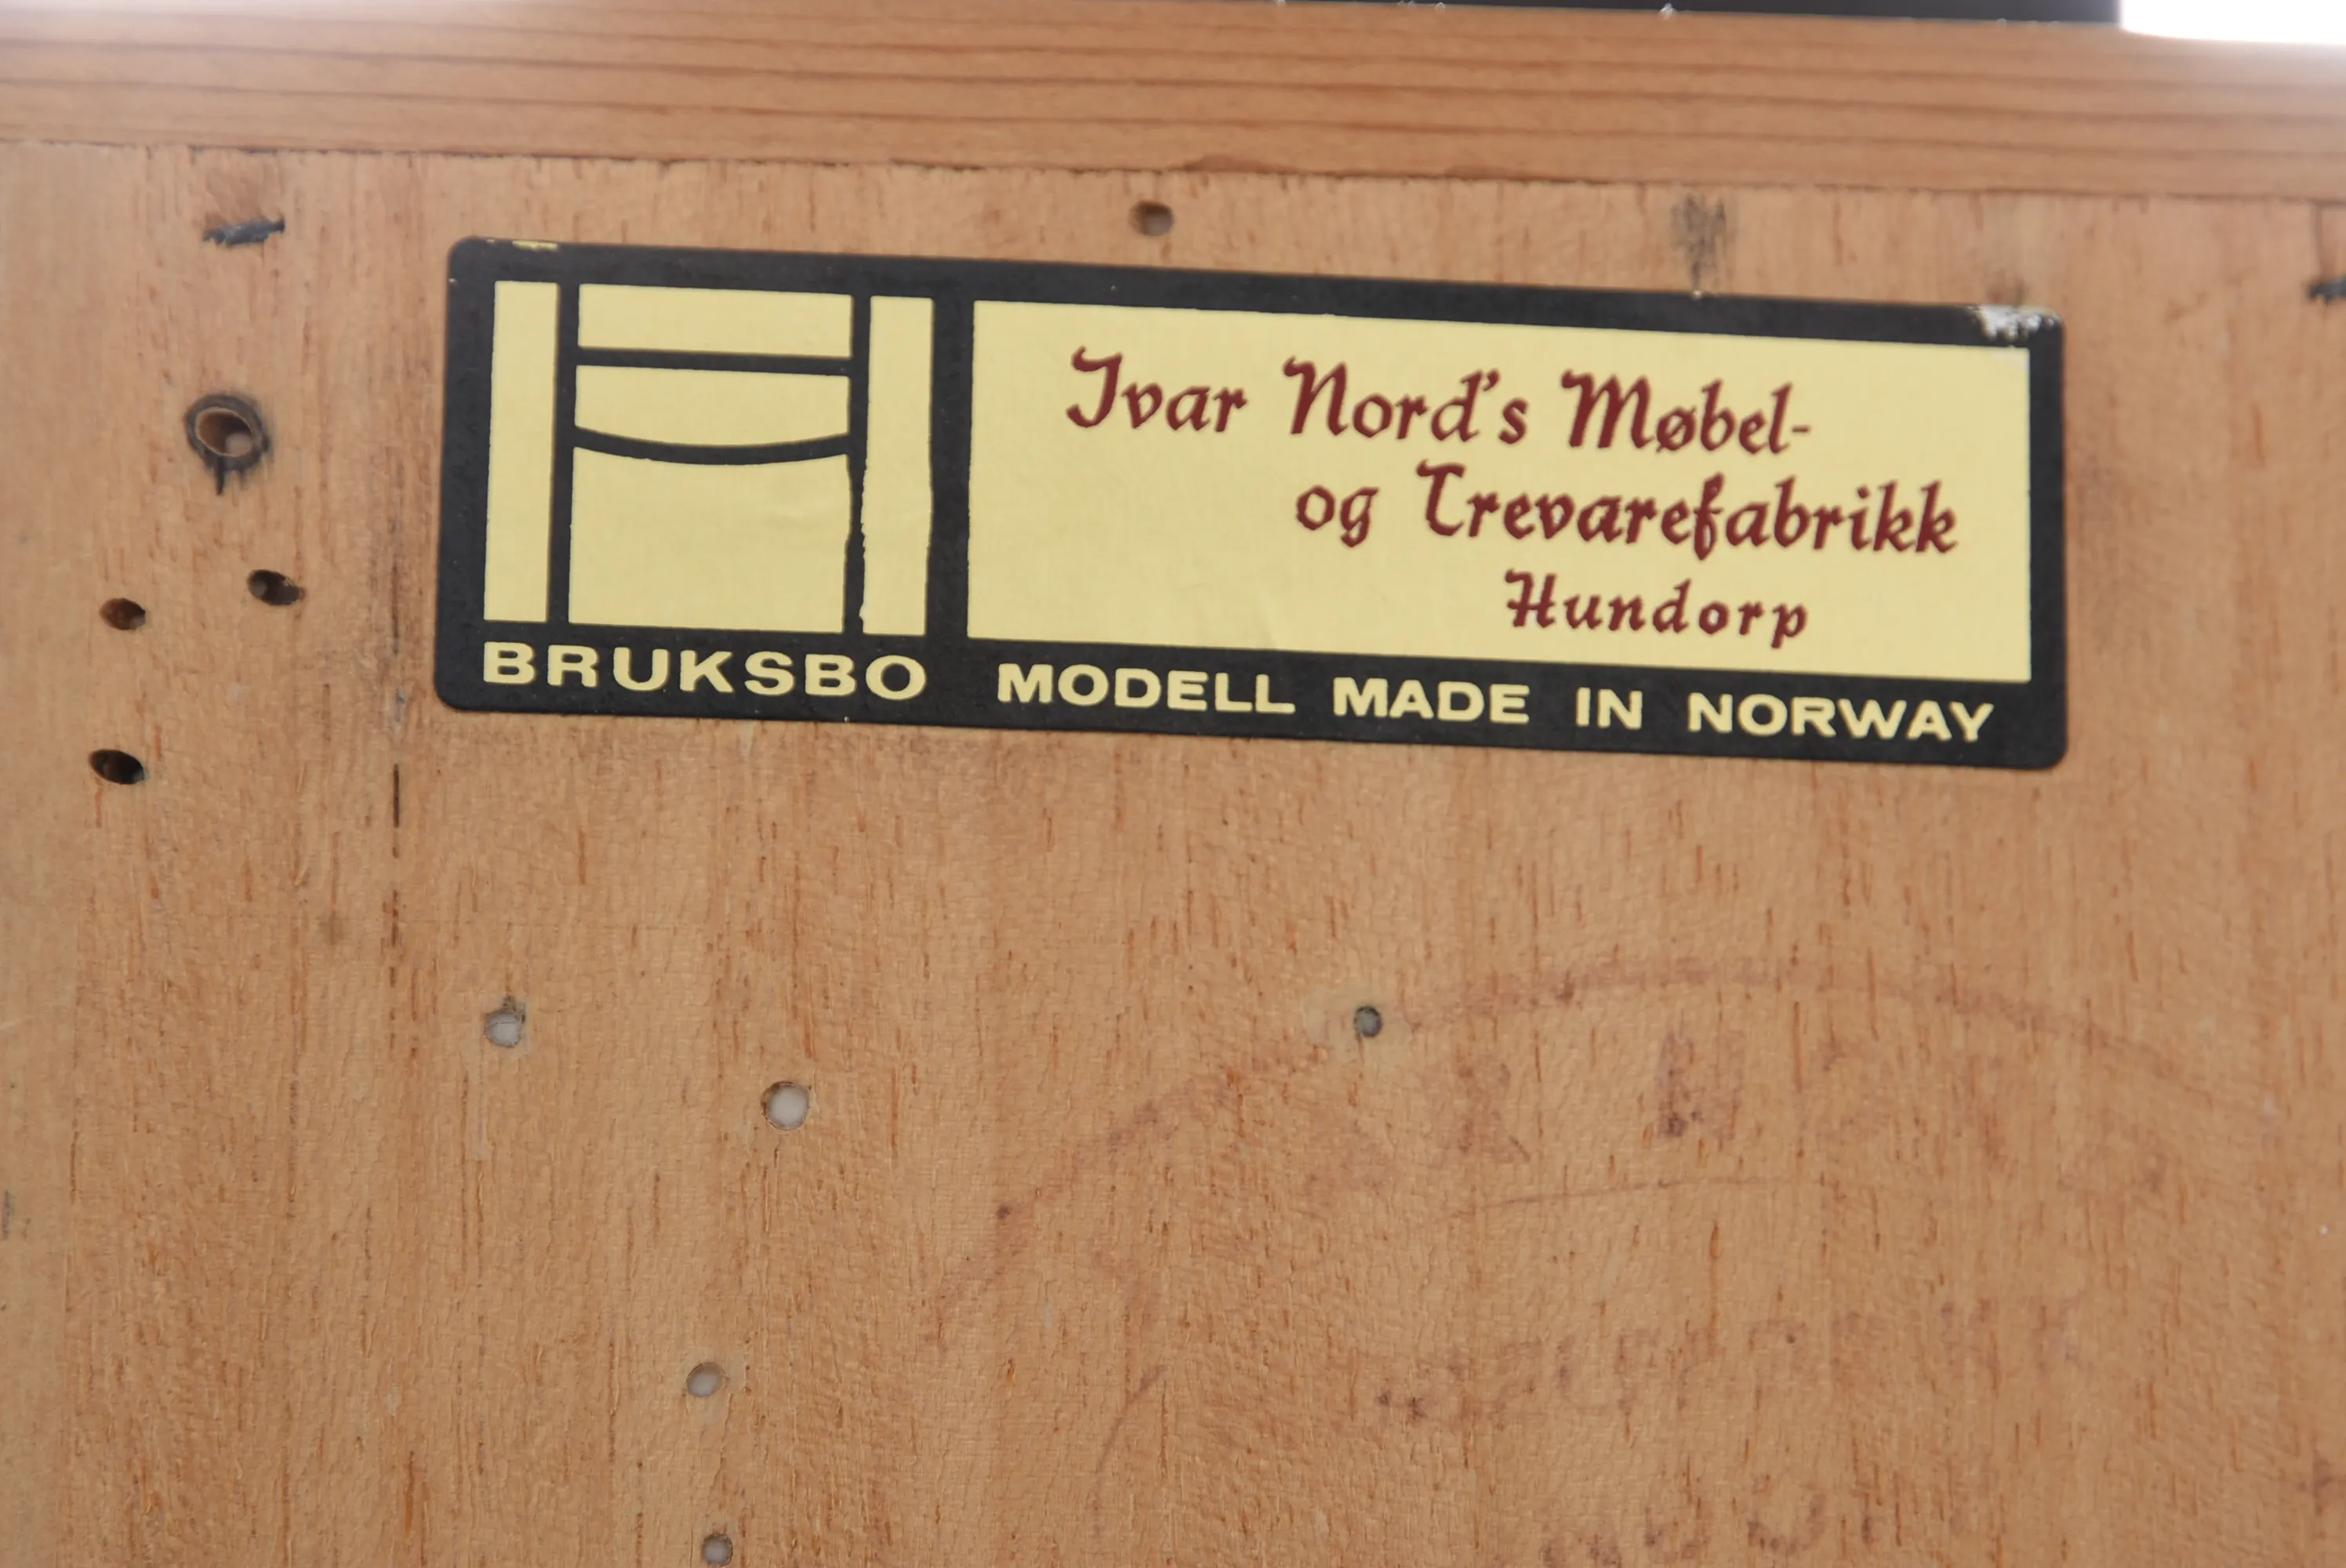 Ivar Nord's Møbel-
og Trevarefabrikk
Hundorp
BRUKSBO MODELL MADE IN NORWAY